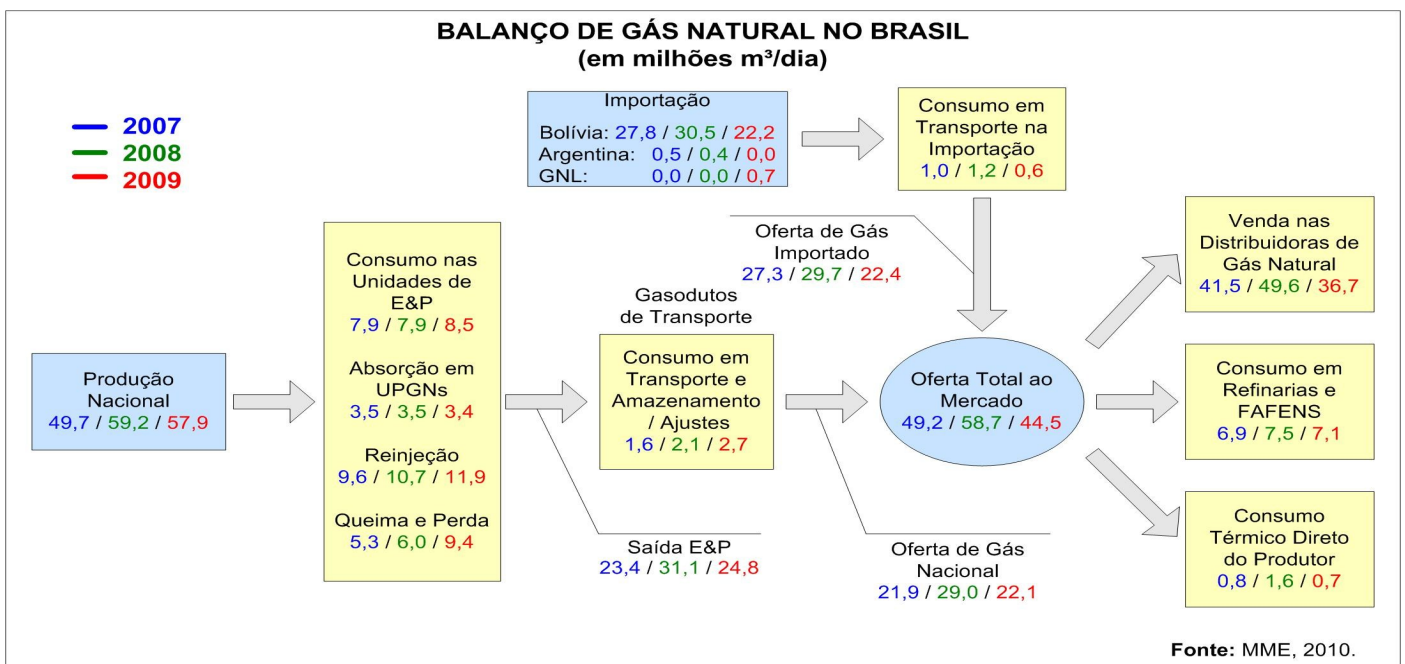 BALANÇO DE GÁS NATURAL NO BRASIL
(em milhões m³/dia)
2007
2008
2009
Importação
Bolívia: 27,8 / 30,5 / 22,2
Argentina: 0,5 / 0,4 / 0,0
GNL: 0,0 / 0,0 / 0,7
Consumo em
Transporte na
Importação
1,0 / 1,2 / 0,6
Oferta de Gás
Importado
27,3 / 29,7 / 22,4
Produção
Nacional
49,7 / 59,2 / 57,9
Consumo nas
Unidades de
E&P
7,9 / 7,9 / 8,5
Absorção em
UPGNs
3,5 / 3,5 / 3,4
Reinjeção
9,6 / 10,7 / 11,9
Queima e Perda
5,3 / 6,0 / 9,4
Saída E&P
23,4 / 31,1 / 24,8
Gasodutos
de Transporte
Consumo em
Transporte e
Amazenamento
/ Ajustes
1,6 / 2,1 / 2,7
Oferta de Gás
Nacional
21,9 / 29,0 / 22,1
Oferta Total ao
Mercado
49,2 / 58,7 / 44,5
Venda nas
Distribuidoras de
Gás Natural
41,5 / 49,6 / 36,7
Consumo em
Refinarias e
FAFENS
6,9 / 7,5 / 7,1
Consumo
Térmico Direto
do Produtor
0,8 / 1,6 / 0,7
Fonte: MME, 2010.